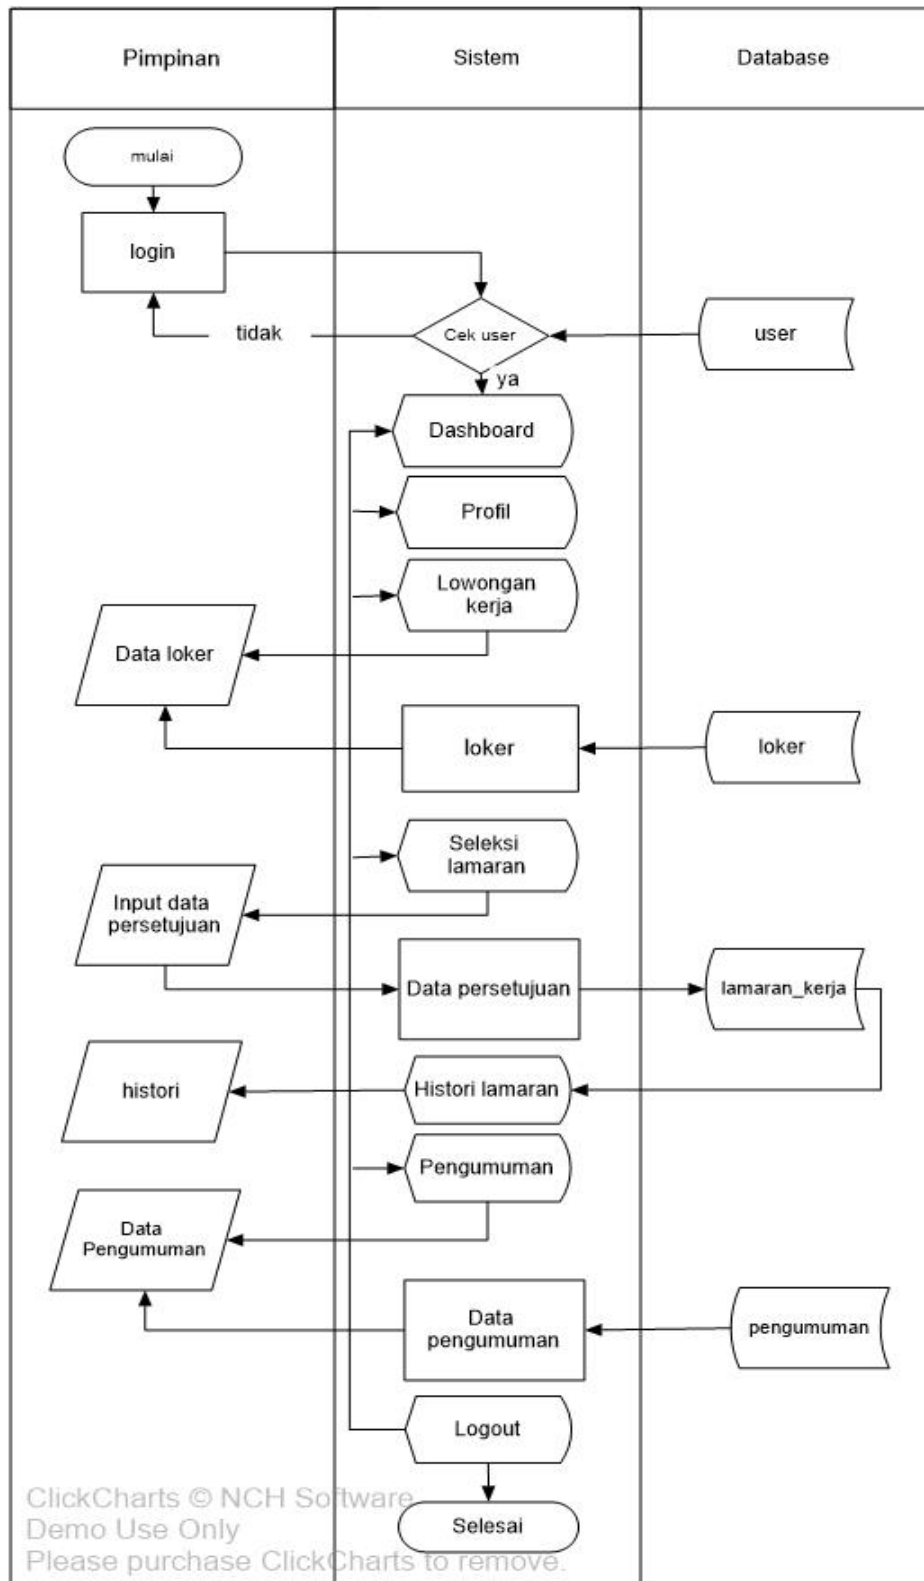 Pimpinan
Sistem
Database
mulai
login
tidak
Cek user
user
ya
Dashboard
Profil
Lowongan
kerja
Data loker
loker
loker
Seleksi
lamaran
Input data
persetujuan
Data persetujuan
lamaran_kerja
histori
Histori lamaran
Pengumuman
Data
Pengumuman
Data
pengumuman
pengumuman
Logout
Selesai
ClickCharts © NCH Software
Demo Use Only
Please purchase ClickCharts to remove.